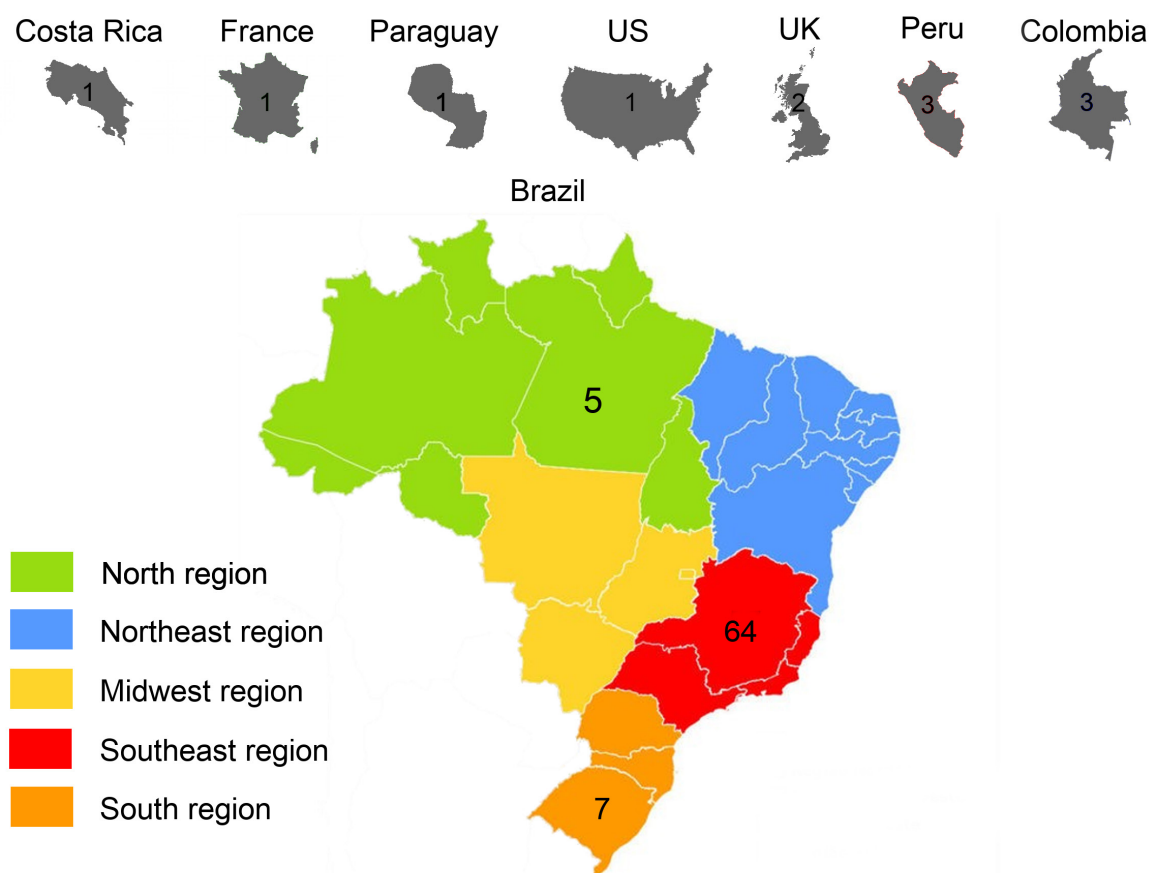 Costa Rica France Paraguay US UK Peru Colombia
1 1 1 1 2 3 3
Brazil
5
64
7
North region
Northeast region
Midwest region
Southeast region
South region